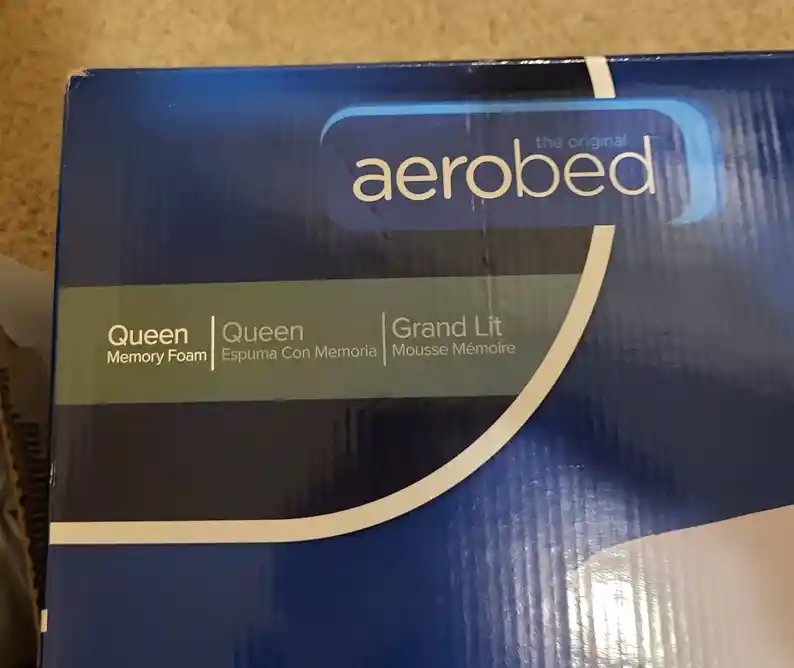 the original
aerobed
Queen
Memory Foam
Queen
Espuma Con Memoria
Grand Lit
Mousse Mémoire